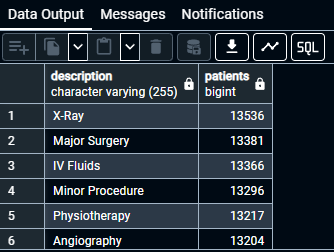 Data Output Messages Notifications
SQL
description patients
character varying (255) bigint
1 X-Ray 13536
2 Major Surgery 13381
3 IV Fluids 13366
4 Minor Procedure 13296
5 Physiotherapy 13217
6 Angiography 13204